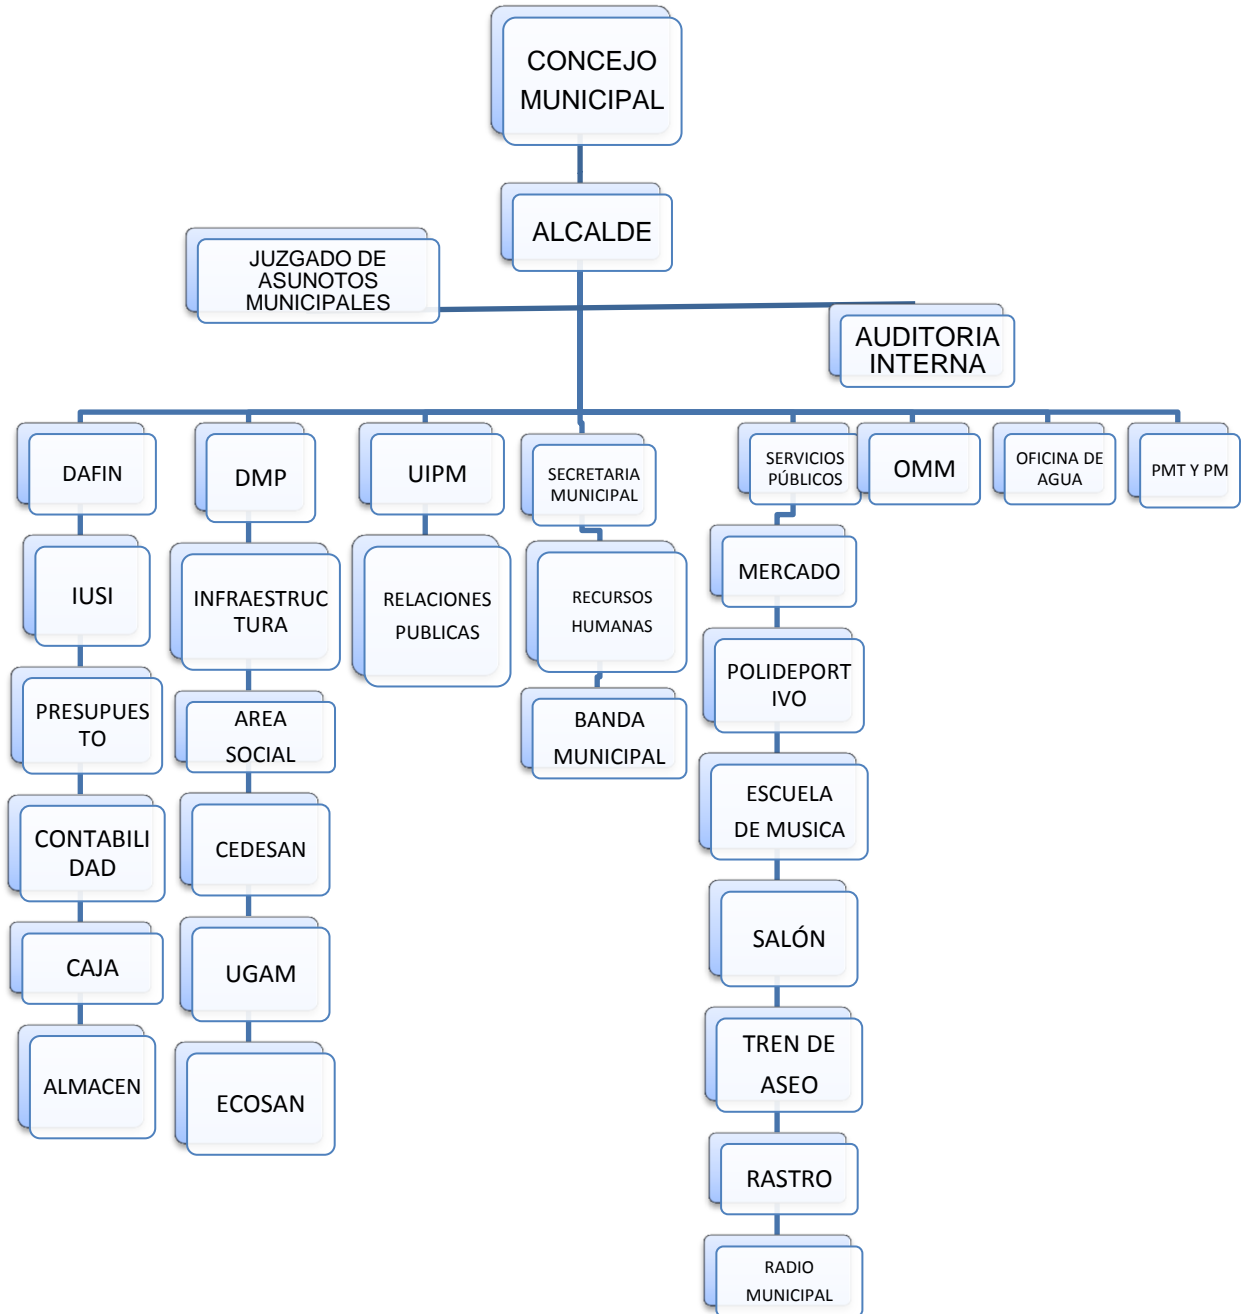 CONCEJO
MUNICIPAL
ALCALDE
JUZGADO DE
ASUNOTOS
MUNICIPALES
AUDITORIA
INTERNA
DAFIN
DMP
UIPM
SECRETARIA
MUNICIPAL
SERVICIOS
PÚBLICOS
OMM
OFICINA DE
AGUA
PMT Y PM
IUSI
INFRAESTRUC
TURA
RELACIONES
PUBLICAS
RECURSOS
HUMANAS
MERCADO
PRESUPUES
TO
AREA
SOCIAL
BANDA
MUNICIPAL
POLIDEPORT
IVO
CONTABILI
DAD
CEDESAN
ESCUELA
DE MUSICA
CAJA
UGAM
SALÓN
ALMACEN
ECOSAN
TREN DE
ASEO
RASTRO
RADIO
MUNICIPAL